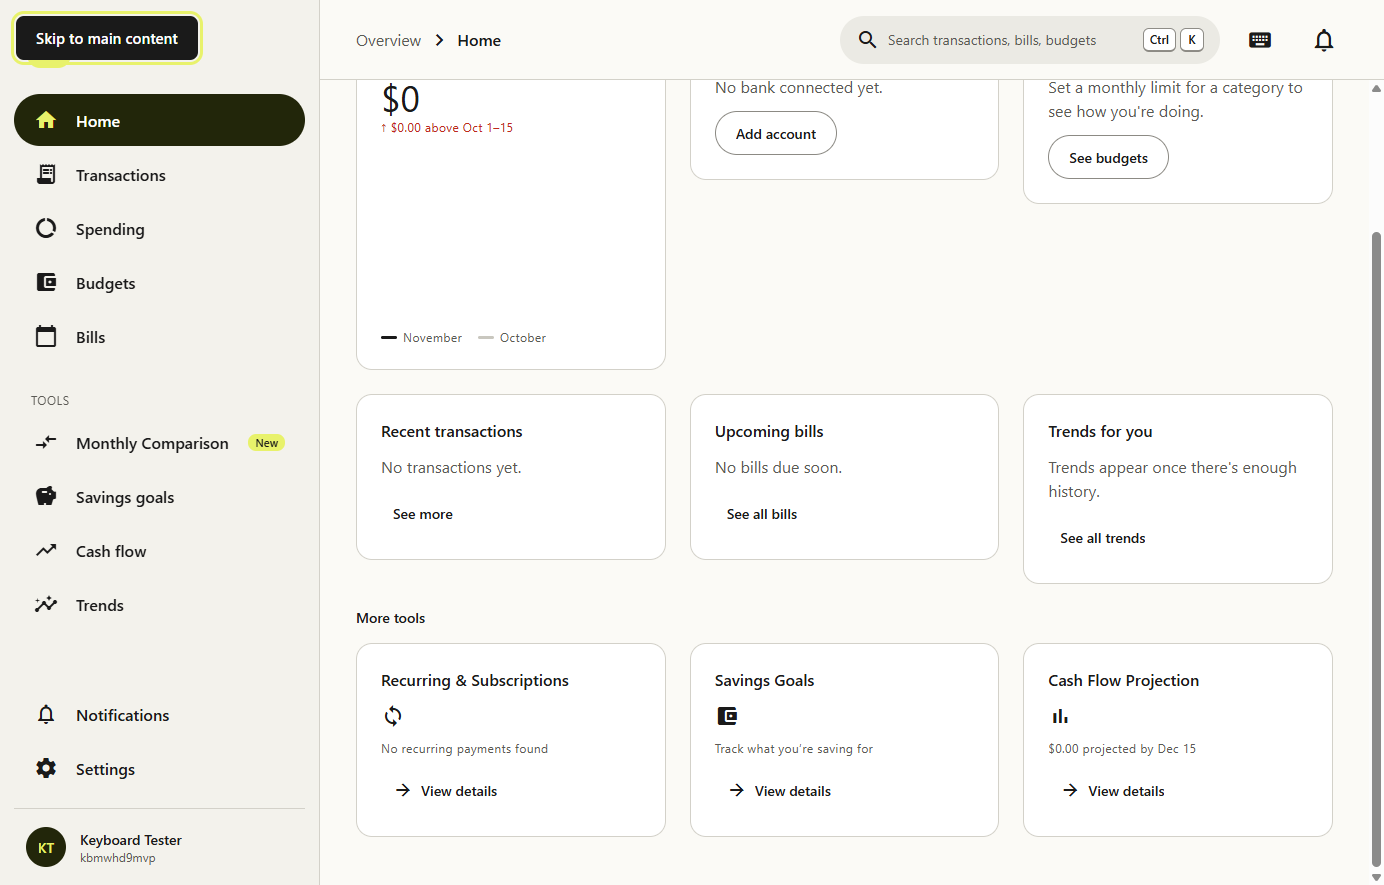 Skip to main content
Home
Transactions
Spending
Budgets
Bills
TOOLS
Monthly Comparison New
Savings goals
Cash flow
Trends
Notifications
Settings
KT
Keyboard Tester
kbmwhd9mvp
Overview > Home
Search transactions, bills, budgets Ctrl K
$0
↑ $0.00 above Oct 1–15
November October
No bank connected yet.
Add account
Set a monthly limit for a category to
see how you're doing.
See budgets
Recent transactions
No transactions yet.
See more
Upcoming bills
No bills due soon.
See all bills
Trends for you
Trends appear once there's enough
history.
See all trends
More tools
Recurring & Subscriptions
No recurring payments found
→ View details
Savings Goals
Track what you’re saving for
→ View details
Cash Flow Projection
$0.00 projected by Dec 15
→ View details